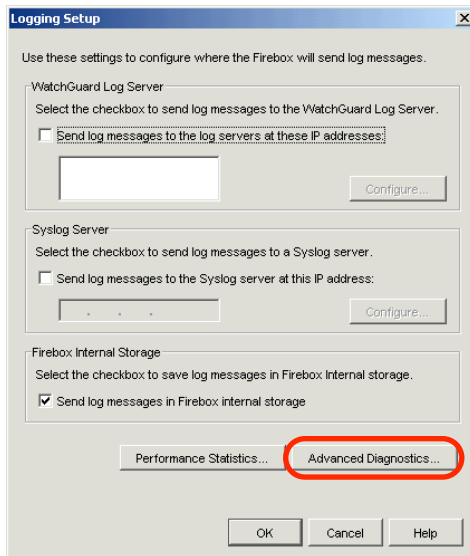 Logging Setup
Use these settings to configure where the Firebox will send log messages.
WatchGuard Log Server
Select the checkbox to send log messages to the WatchGuard Log Server.
Send log messages to the log servers at these IP addresses:
Configure...
Syslog Server
Select the checkbox to send log messages to a Syslog server.
Send log messages to the Syslog server at this IP address:
. . .
Configure...
Firebox Internal Storage
Select the checkbox to save log messages in Firebox Internal storage.
Send log messages in Firebox internal storage
Performance Statistics... Advanced Diagnostics...
OK Cancel Help